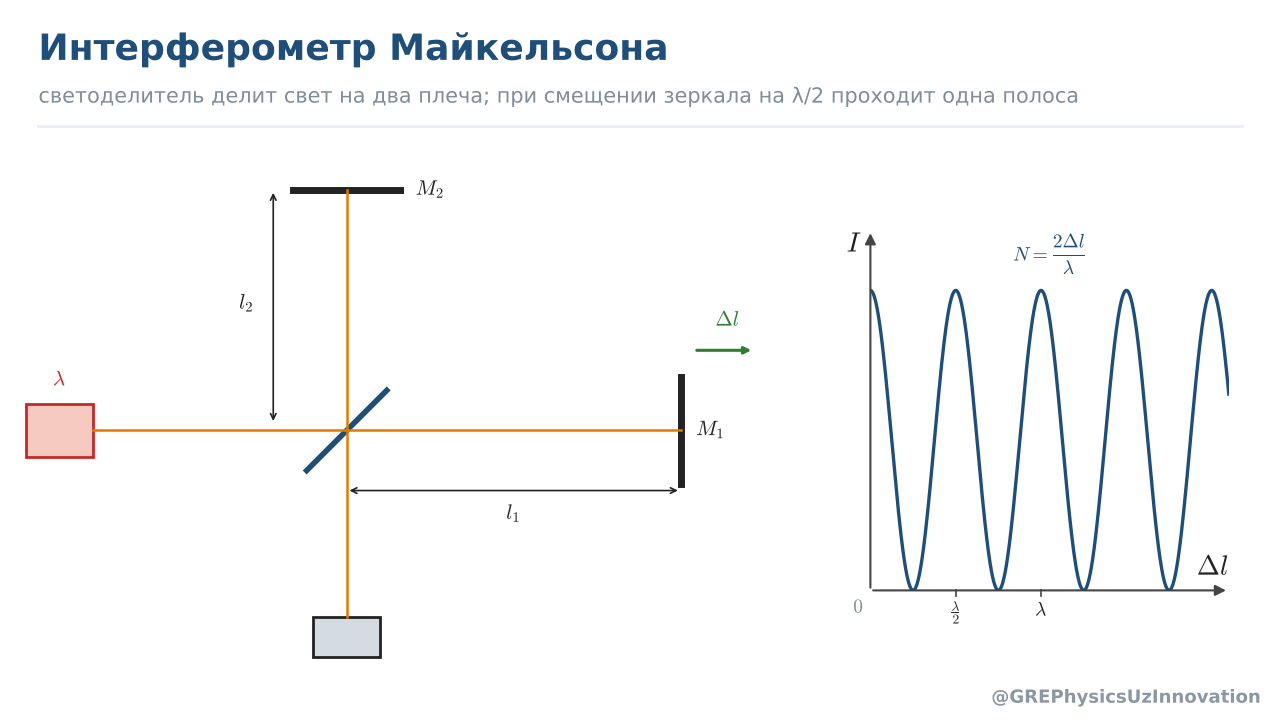 Интерферометр Майкельсона
светоделитель делит свет на два плеча; при смещении зеркала на λ/2 проходит одна полоса
M₂
l₂
λ
Δl
M₁
l₁
I
N = 2Δl/λ
Δl
0
λ/2
λ
@GREPhysicsUzInnovation